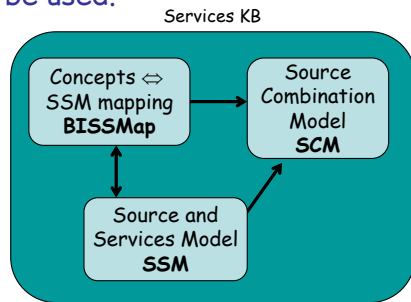 be used.
Services KB
Concepts ⇔
SSM mapping
BISSMap
Source
Combination
Model
SCM
Source and
Services Model
SSM